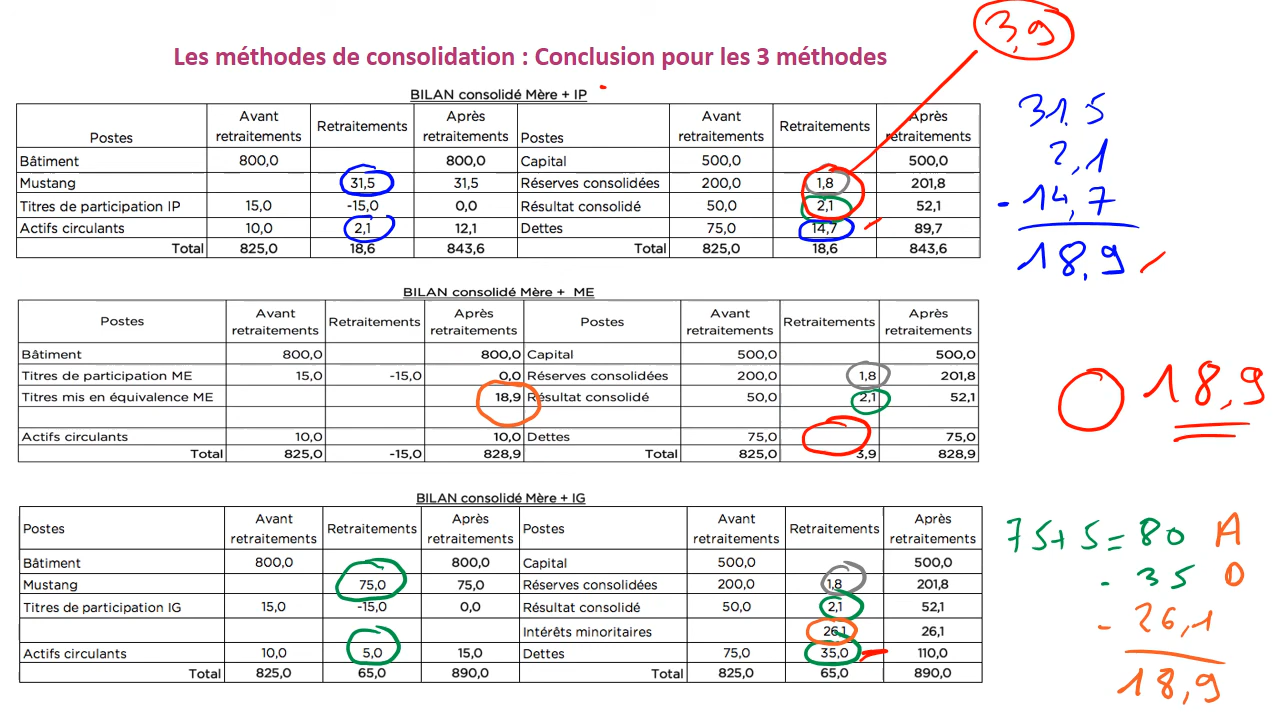 3,9
Les méthodes de consolidation : Conclusion pour les 3 méthodes
BILAN consolidé Mère + IP
Postes Avant retraitements Retraitements Après retraitements Postes Avant retraitements Retraitements Après retraitements
Bâtiment 800,0 800,0 Capital 500,0 500,0
Mustang 31,5 31,5 Réserves consolidées 200,0 1,8 201,8
Titres de participation IP 15,0 -15,0 0,0 Résultat consolidé 50,0 2,1 52,1
Actifs circulants 10,0 2,1 12,1 Dettes 75,0 14,7 89,7
Total 825,0 18,6 843,6 Total 825,0 18,6 843,6
31,5
2,1
- 14,7
18,9
BILAN consolidé Mère + ME
Postes Avant retraitements Retraitements Après retraitements Postes Avant retraitements Retraitements Après retraitements
Bâtiment 800,0 800,0 Capital 500,0 500,0
Titres de participation ME 15,0 -15,0 0,0 Réserves consolidées 200,0 1,8 201,8
Titres mis en équivalence ME 18,9 Résultat consolidé 50,0 2,1 52,1
Actifs circulants 10,0 10,0 Dettes 75,0 75,0
Total 825,0 -15,0 828,9 Total 825,0 3,9 828,9
18,9
BILAN consolidé Mère + IG
Postes Avant retraitements Retraitements Après retraitements Postes Avant retraitements Retraitements Après retraitements
Bâtiment 800,0 800,0 Capital 500,0 500,0
Mustang 75,0 75,0 Réserves consolidées 200,0 1,8 201,8
Titres de participation IG 15,0 -15,0 0,0 Résultat consolidé 50,0 2,1 52,1
Intérêts minoritaires 26,1 26,1
Actifs circulants 10,0 5,0 15,0 Dettes 75,0 35,0 110,0
Total 825,0 65,0 890,0 Total 825,0 65,0 890,0
75+5=80 A
- 35 D
- 26,1
18,9